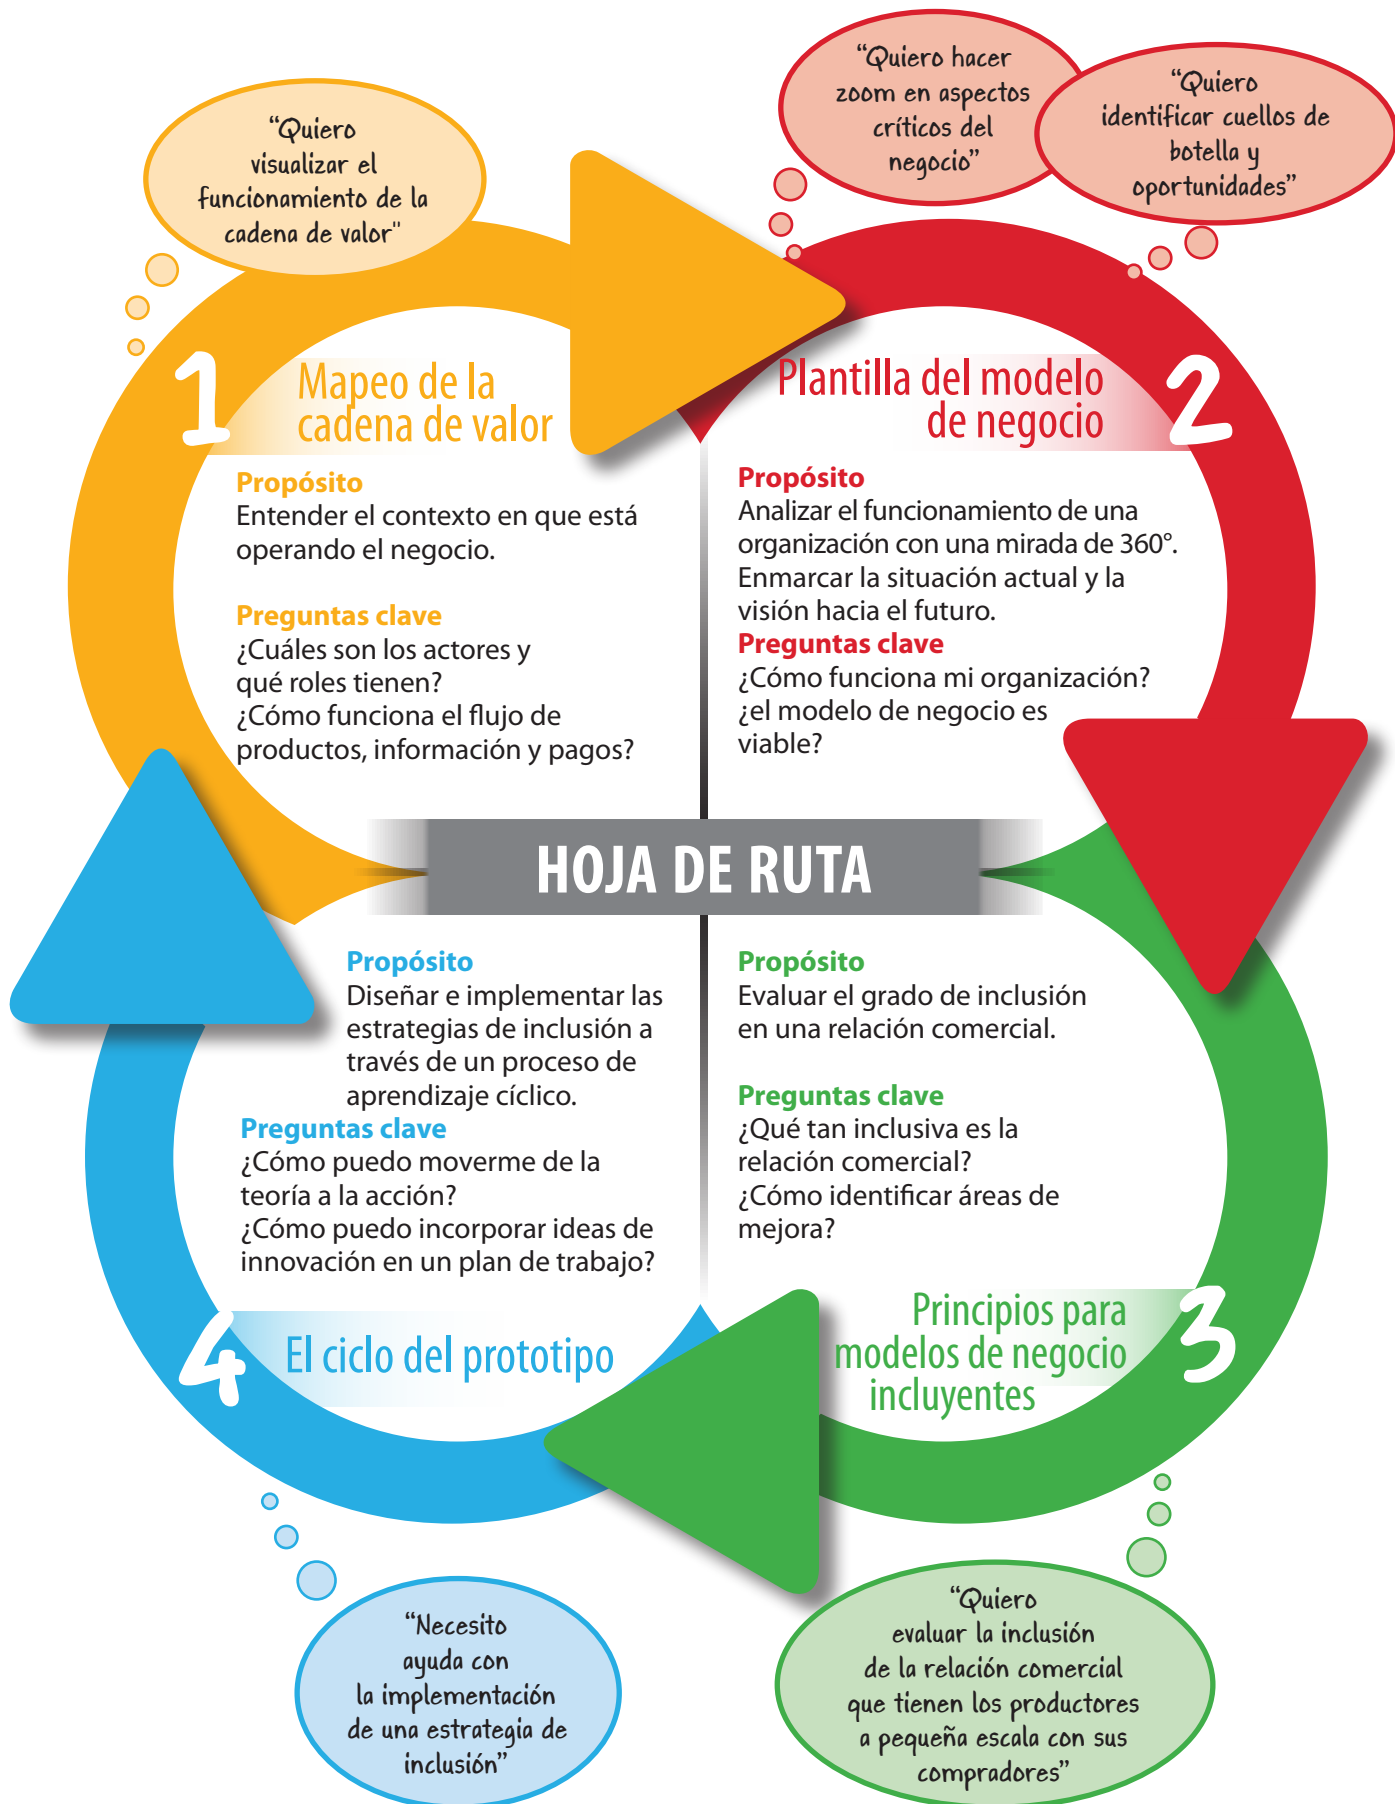 “Quiero
visualizar el
funcionamiento de la
cadena de valor"
“Quiero hacer
zoom en aspectos
críticos del
negocio”
“Quiero
identificar cuellos de
botella y
oportunidades”
1
Mapeo de la
cadena de valor
Propósito
Entender el contexto en que está
operando el negocio.
Preguntas clave
¿Cuáles son los actores y
qué roles tienen?
¿Cómo funciona el flujo de
productos, información y pagos?
2
Plantilla del modelo
de negocio
Propósito
Analizar el funcionamiento de una
organización con una mirada de 360°.
Enmarcar la situación actual y la
visión hacia el futuro.
Preguntas clave
¿Cómo funciona mi organización?
¿el modelo de negocio es
viable?
HOJA DE RUTA
Propósito
Diseñar e implementar las
estrategias de inclusión a
través de un proceso de
aprendizaje cíclico.
Preguntas clave
¿Cómo puedo moverme de la
teoría a la acción?
¿Cómo puedo incorporar ideas de
innovación en un plan de trabajo?
4
El ciclo del prototipo
Propósito
Evaluar el grado de inclusión
en una relación comercial.
Preguntas clave
¿Qué tan inclusiva es la
relación comercial?
¿Cómo identificar áreas de
mejora?
Principios para
modelos de negocio
incluyentes
3
“Necesito
ayuda con
la implementación
de una estrategia de
inclusión”
“Quiero
evaluar la inclusión
de la relación comercial
que tienen los productores
a pequeña escala con sus
compradores”